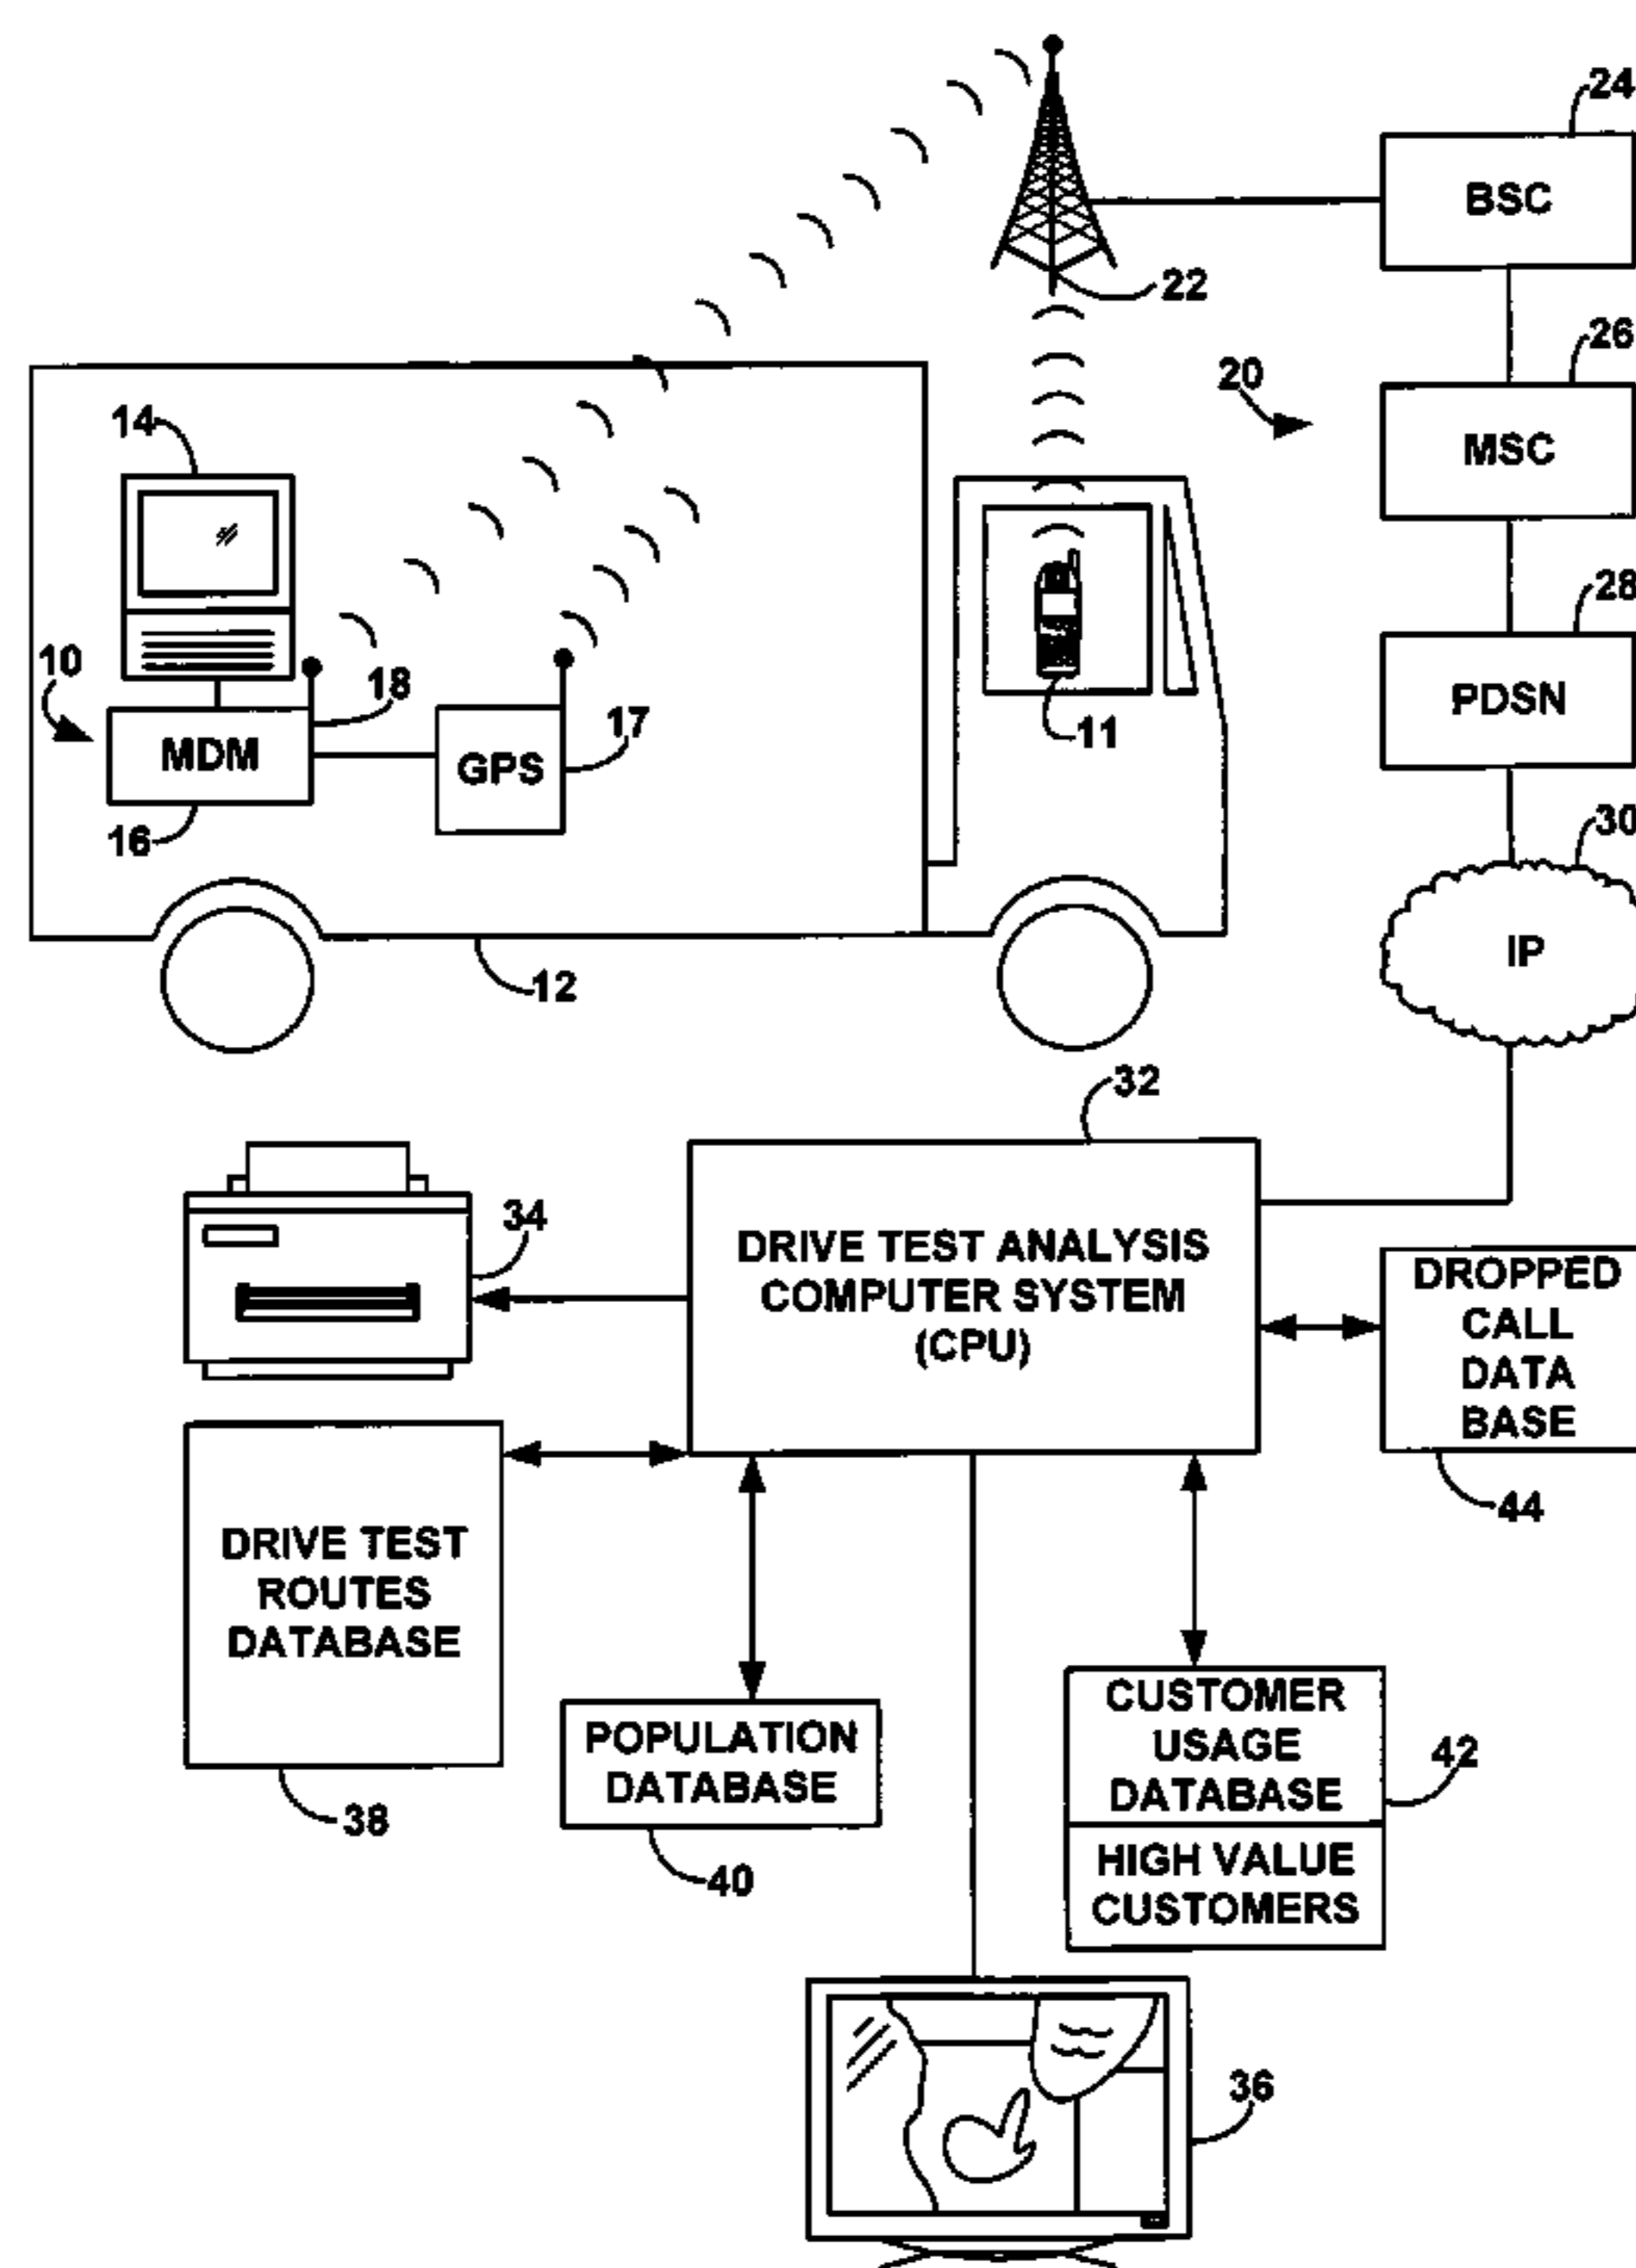 24
BSC
22
26
20
14
MSC
28
10
18
17
PDSN
MDM
GPS
11
16
30
IP
12
32
34
DRIVE TEST ANALYSIS
COMPUTER SYSTEM
(CPU)
DROPPED
CALL
DATA
BASE
44
DRIVE TEST
ROUTES
DATABASE
38
POPULATION
DATABASE
40
CUSTOMER
USAGE
DATABASE
42
HIGH VALUE
CUSTOMERS
36